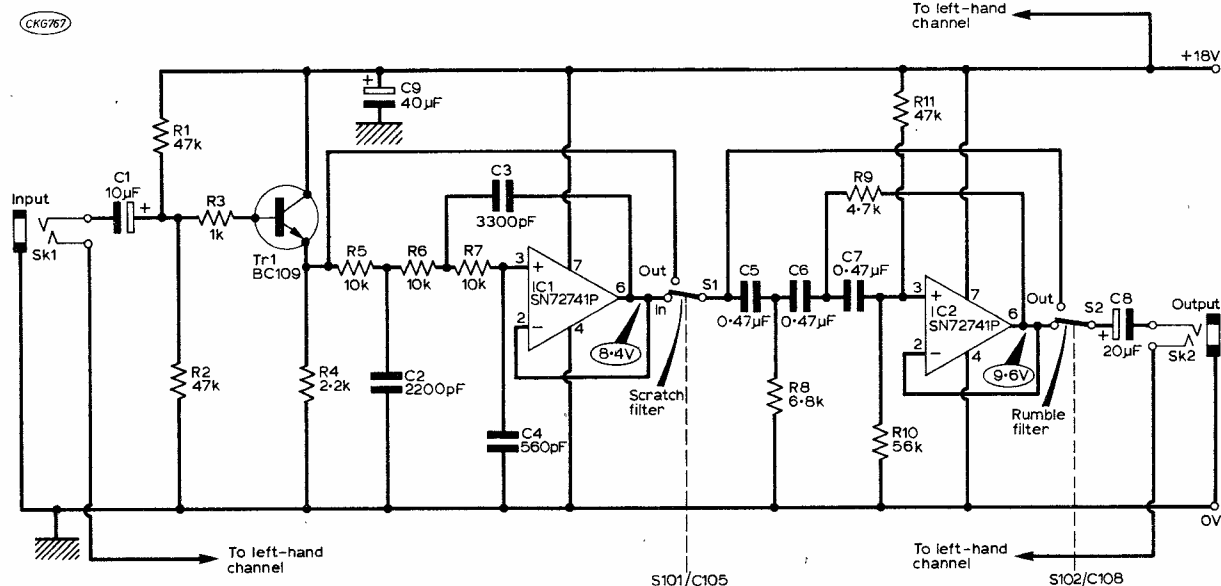 CKG767
To left-hand
channel
+18V
C9
40µF
R1
47k
R11
47k
C3
3300pF
R9
4·7k
Input
C1
10µF
+
R3
1k
Sk1
Tr1
BC109
R5
10k
R6
10k
R7
10k
3
+
7
IC1
SN72741P
6
2
−
4
Out
In
S1
C5
0·47µF
C6
0·47µF
C7
0·47µF
3
+
7
IC2
SN72741P
6
2
−
4
Out
S2
C8
+
20µF
Output
Sk2
8·4V
9·6V
R2
47k
R4
2·2k
C2
2200pF
C4
560pF
Scratch
filter
R8
6·8k
R10
56k
Rumble
filter
0V
To left-hand
channel
To left-hand
channel
S101/C105
S102/C108
+